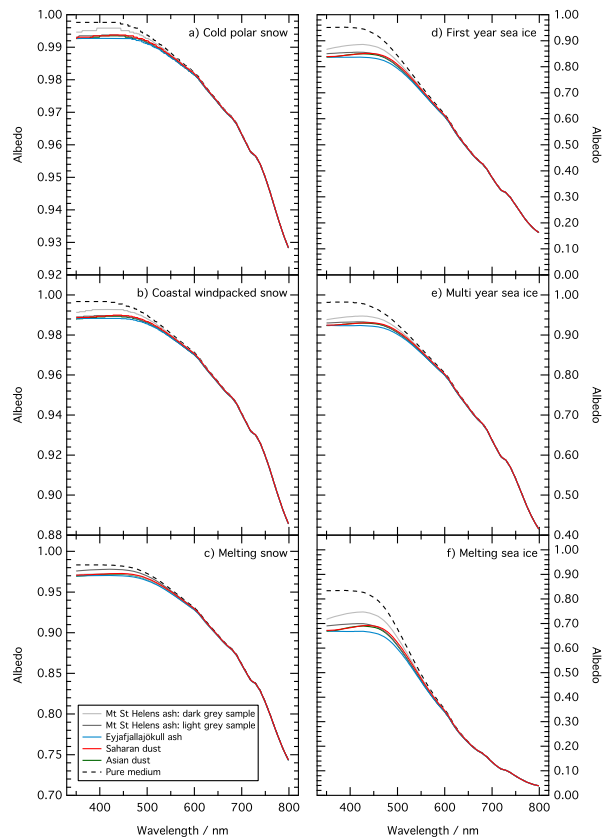 a) Cold polar snow
1.00
0.99
0.98
0.97
0.96
0.95
0.94
0.93
0.92
Albedo
d) First year sea ice
1.00
0.90
0.80
0.70
0.60
0.50
0.40
0.30
0.20
0.10
0.00
Albedo
b) Coastal windpacked snow
1.00
0.98
0.96
0.94
0.92
0.90
0.88
Albedo
e) Multi year sea ice
1.00
0.90
0.80
0.70
0.60
0.50
0.40
Albedo
c) Melting snow
1.00
0.95
0.90
0.85
0.80
0.75
0.70
Albedo
Mt St Helens ash: dark grey sample
Mt St Helens ash: light grey sample
Eyjafjallajökull ash
Saharan dust
Asian dust
Pure medium
400 500 600 700 800
Wavelength / nm
f) Melting sea ice
1.00
0.90
0.80
0.70
0.60
0.50
0.40
0.30
0.20
0.10
0.00
Albedo
400 500 600 700 800
Wavelength / nm